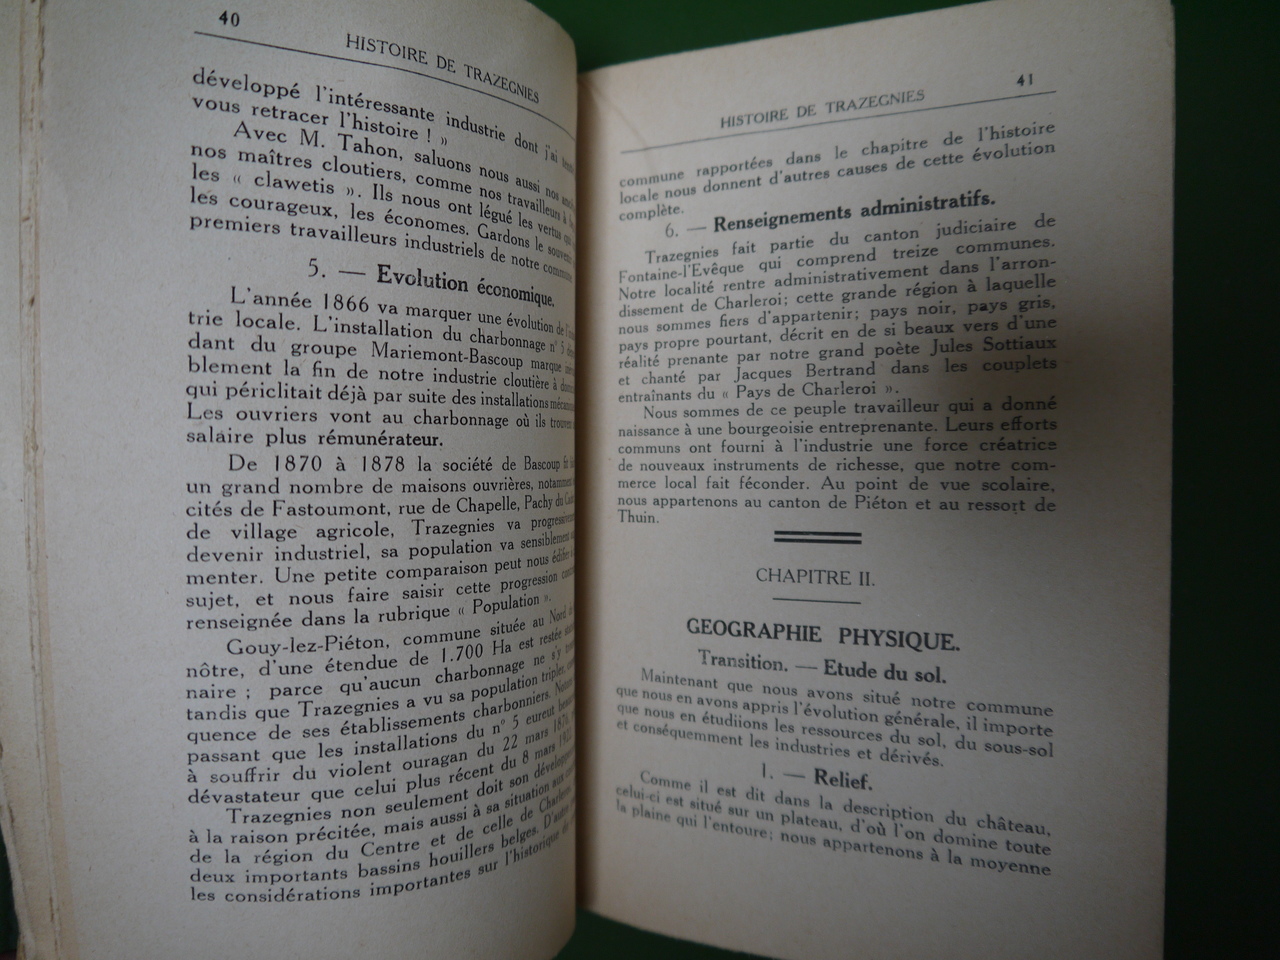 40
HISTOIRE DE TRAZEGNIES
développé l'intéressante industrie dont j'ai
vous retracer l'histoire ! »
Avec M. Tahon, saluons nous aussi nos
nos maîtres cloutiers, comme nos travailleurs à
les « clawetis ». Ils nous ont légué les vertus
les courageux, les économes. Gardons le souvenir
premiers travailleurs industriels de notre commune.
5. — Evolution économique.
L'année 1866 va marquer une évolution de
trie locale. L'installation du charbonnage n° 5
dant du groupe Mariemont-Bascoup marque
blement la fin de notre industrie cloutière à
qui périclitait déjà par suite des installations
Les ouvriers vont au charbonnage où ils
salaire plus rémunérateur.
De 1870 à 1878 la société de Bascoup fit
un grand nombre de maisons ouvrières, notamment
cités de Fastoumont, rue de Chapelle, Pachy du
de village agricole, Trazegnies va
devenir industriel, sa population va sensiblement
menter. Une petite comparaison peut nous édifier
sujet, et nous faire saisir cette progression
renseignée dans la rubrique « Population ».
Gouy-lez-Piéton, commune située au Nord
nôtre, d'une étendue de 1.700 Ha est restée
naire ; parce qu'aucun charbonnage ne s'y
tandis que Trazegnies a vu sa population tripler,
quence de ses établissements charbonniers.
passant que les installations du n° 5 eurent
à souffrir du violent ouragan du 22 mars 1876,
dévastateur que celui plus récent du 8 mars
Trazegnies non seulement doit son
à la raison précitée, mais aussi à sa situation aux
de la région du Centre et de celle de Charleroi
deux importants bassins houillers belges. D'autre
les considérations importantes sur l'historique
41
HISTOIRE DE TRAZEGNIES
commune rapportées dans le chapitre de l'histoire
locale nous donnent d'autres causes de cette évolution
complète.
6. — Renseignements administratifs.
Trazegnies fait partie du canton judiciaire de
Fontaine-l'Evêque qui comprend treize communes.
Notre localité rentre administrativement dans l'arron-
dissement de Charleroi; cette grande région à laquelle
nous sommes fiers d'appartenir; pays noir, pays gris,
pays propre pourtant, décrit en de si beaux vers d'une
réalité prenante par notre grand poète Jules Sottiaux
et chanté par Jacques Bertrand dans les couplets
entraînants du « Pays de Charleroi ».
Nous sommes de ce peuple travailleur qui a donné
naissance à une bourgeoisie entreprenante. Leurs efforts
communs ont fourni à l'industrie une force créatrice
de nouveaux instruments de richesse, que notre com-
merce local fait féconder. Au point de vue scolaire,
nous appartenons au canton de Piéton et au ressort de
Thuin.
CHAPITRE II.
GEOGRAPHIE PHYSIQUE.
Transition. — Etude du sol.
Maintenant que nous avons situé notre commune
que nous en avons appris l'évolution générale, il importe
que nous en étudiions les ressources du sol, du sous-sol
et conséquemment les industries et dérivés.
1. — Relief.
Comme il est dit dans la description du château,
celui-ci est situé sur un plateau, d'où l'on domine toute
la plaine qui l'entoure; nous appartenons à la moyenne